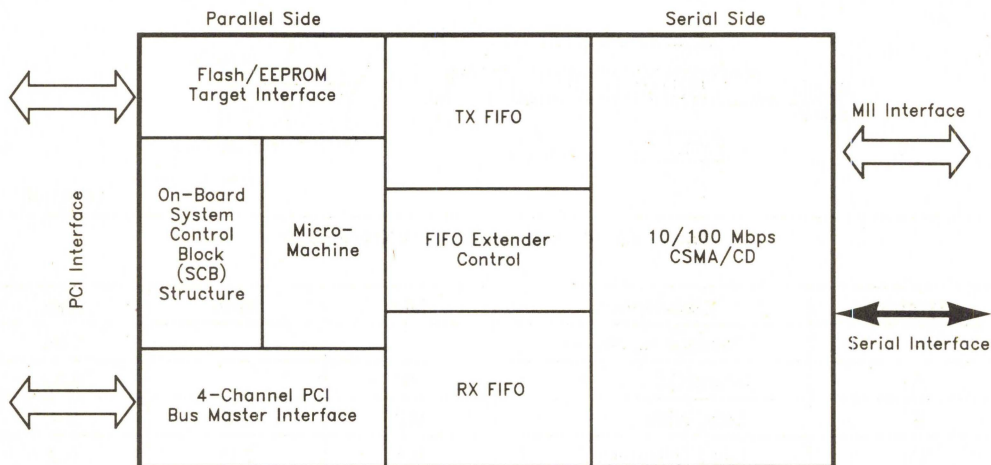 Parallel Side
Serial Side
Flash/EEPROM
Target Interface
TX FIFO
MII Interface
PCI Interface
On-Board
System
Control
Block
(SCB)
Structure
Micro-
Machine
FIFO Extender
Control
10/100 Mbps
CSMA/CD
Serial Interface
4-Channel PCI
Bus Master Interface
RX FIFO